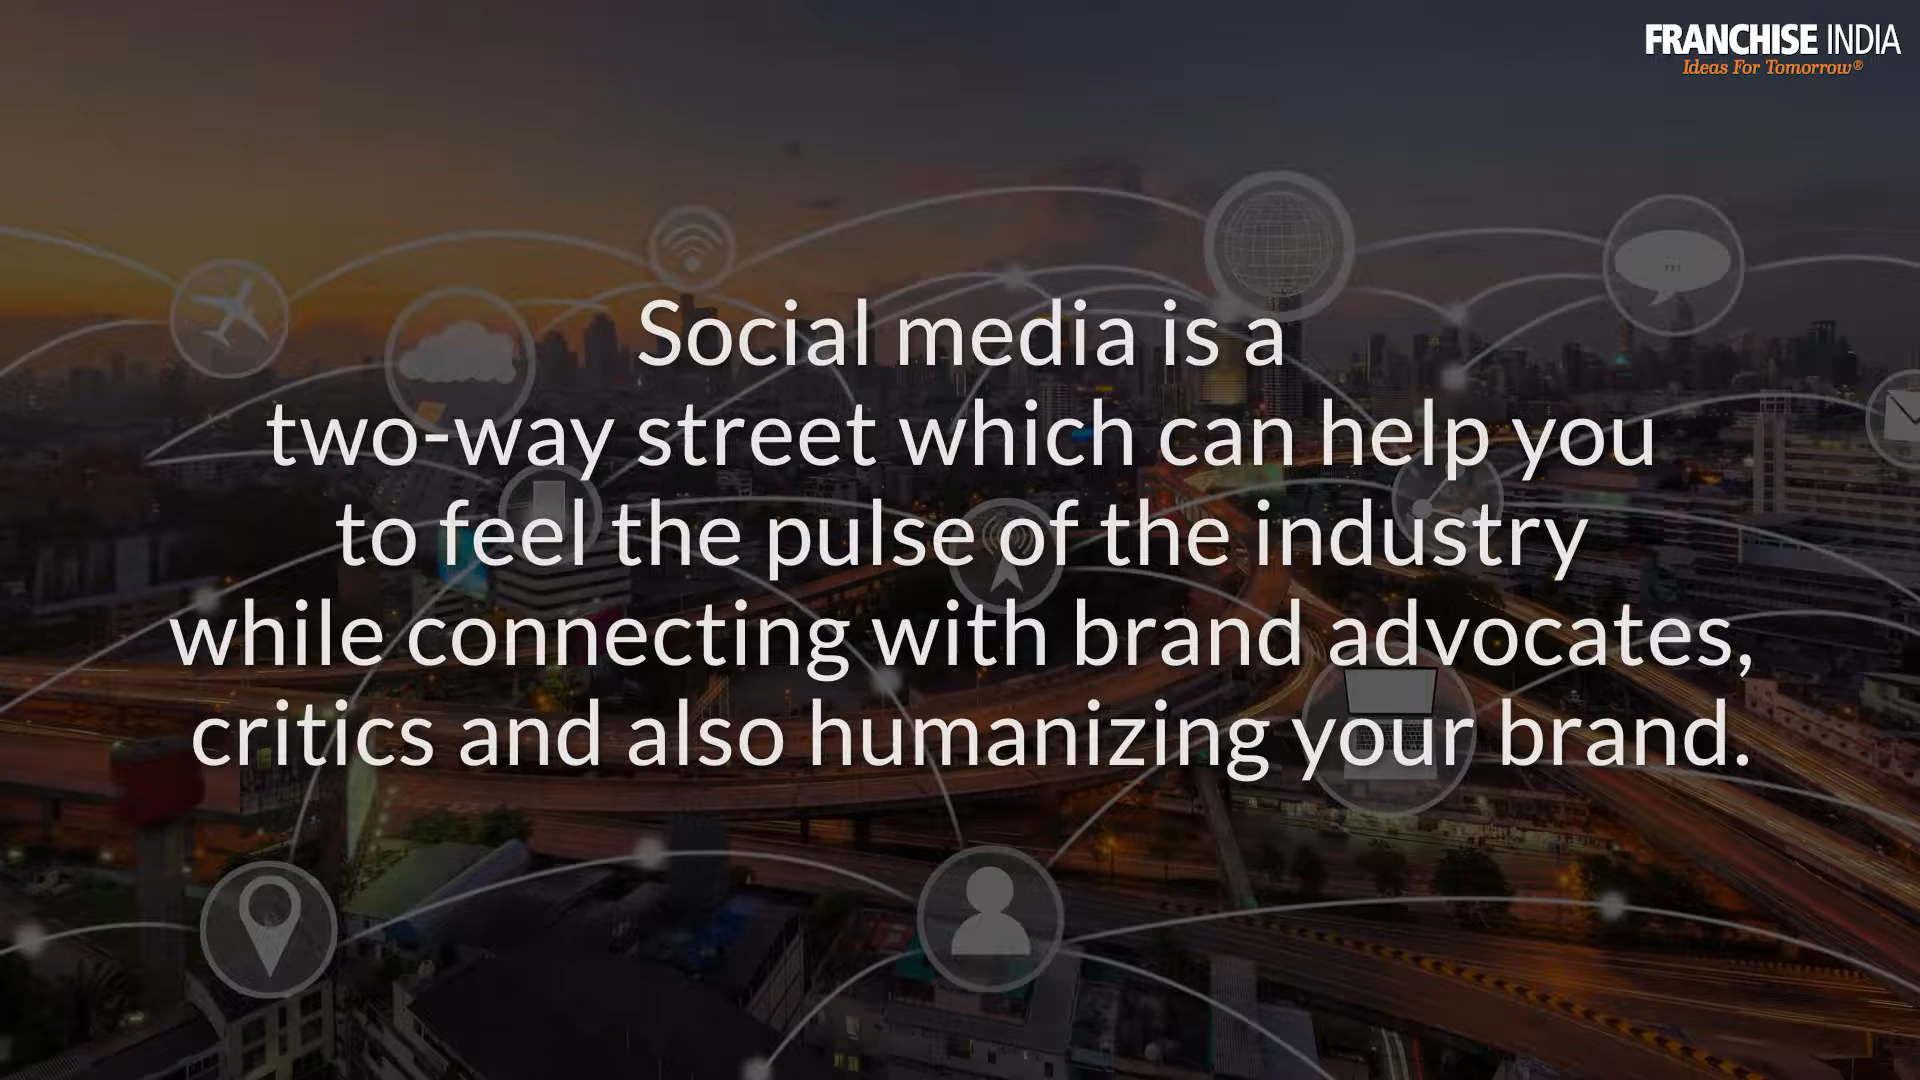 FRANCHISE INDIA
Ideas For Tomorrow®
Social media is a
two-way street which can help you
to feel the pulse of the industry
while connecting with brand advocates,
critics and also humanizing your brand.